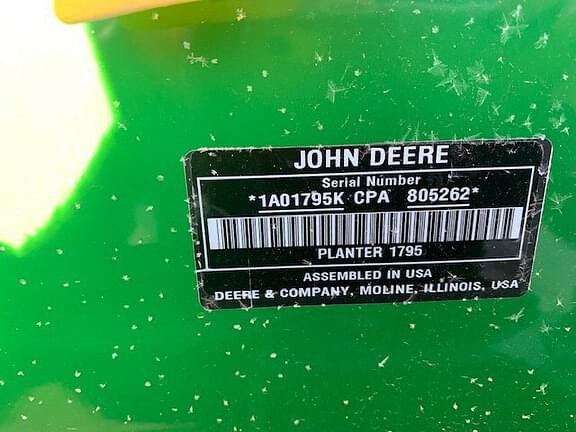 JOHN DEERE
Serial Number
*1A01795K CPA 805262*
PLANTER 1795
ASSEMBLED IN USA
DEERE & COMPANY, MOLINE, ILLINOIS, USA